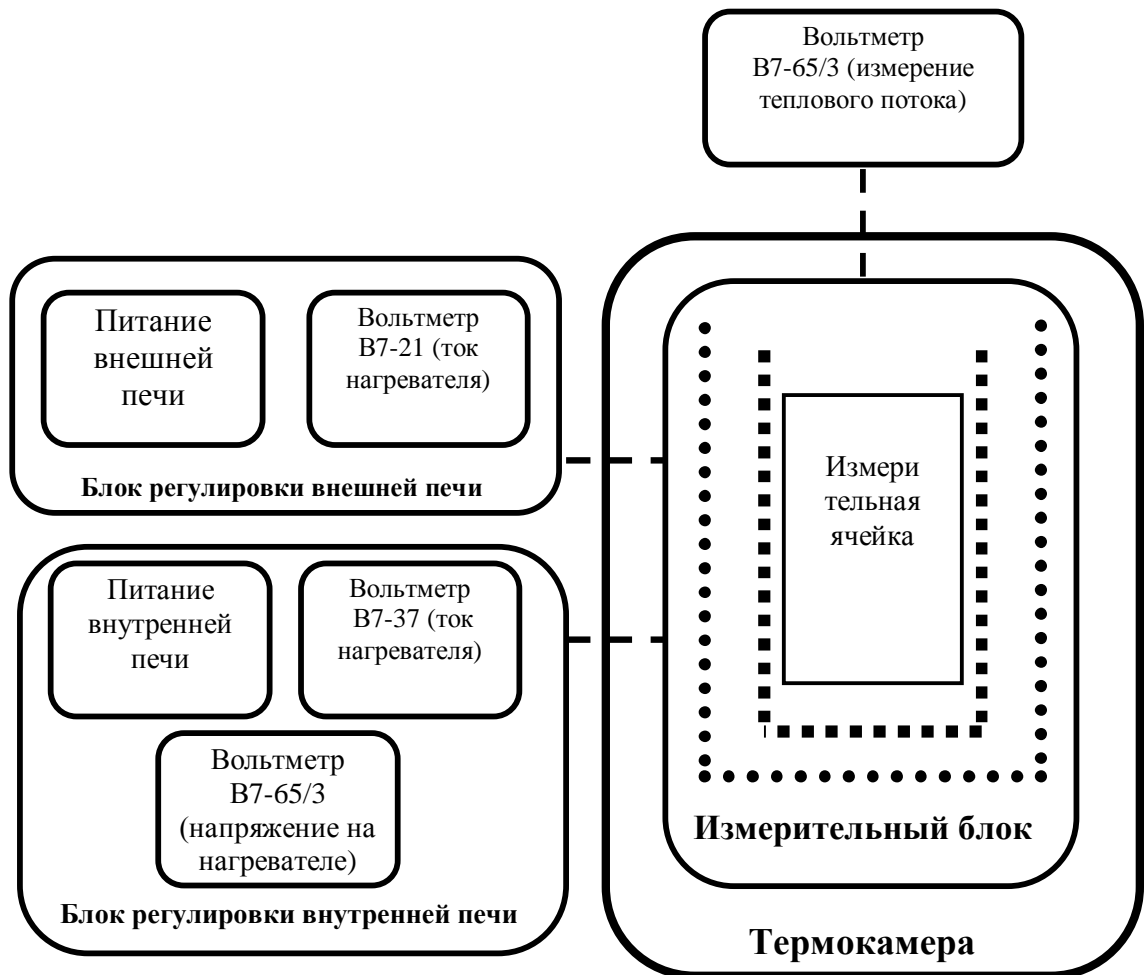 Вольтметр
В7-65/3 (измерение
теплового потока)
Питание
внешней
печи
Вольтметр
В7-21 (ток
нагревателя)
Блок регулировки внешней печи
Питание
внутренней
печи
Вольтметр
В7-37 (ток
нагревателя)
Вольтметр
В7-65/3
(напряжение на
нагревателе)
Блок регулировки внутренней печи
Измери
тельная
ячейка
Измерительный блок
Термокамера